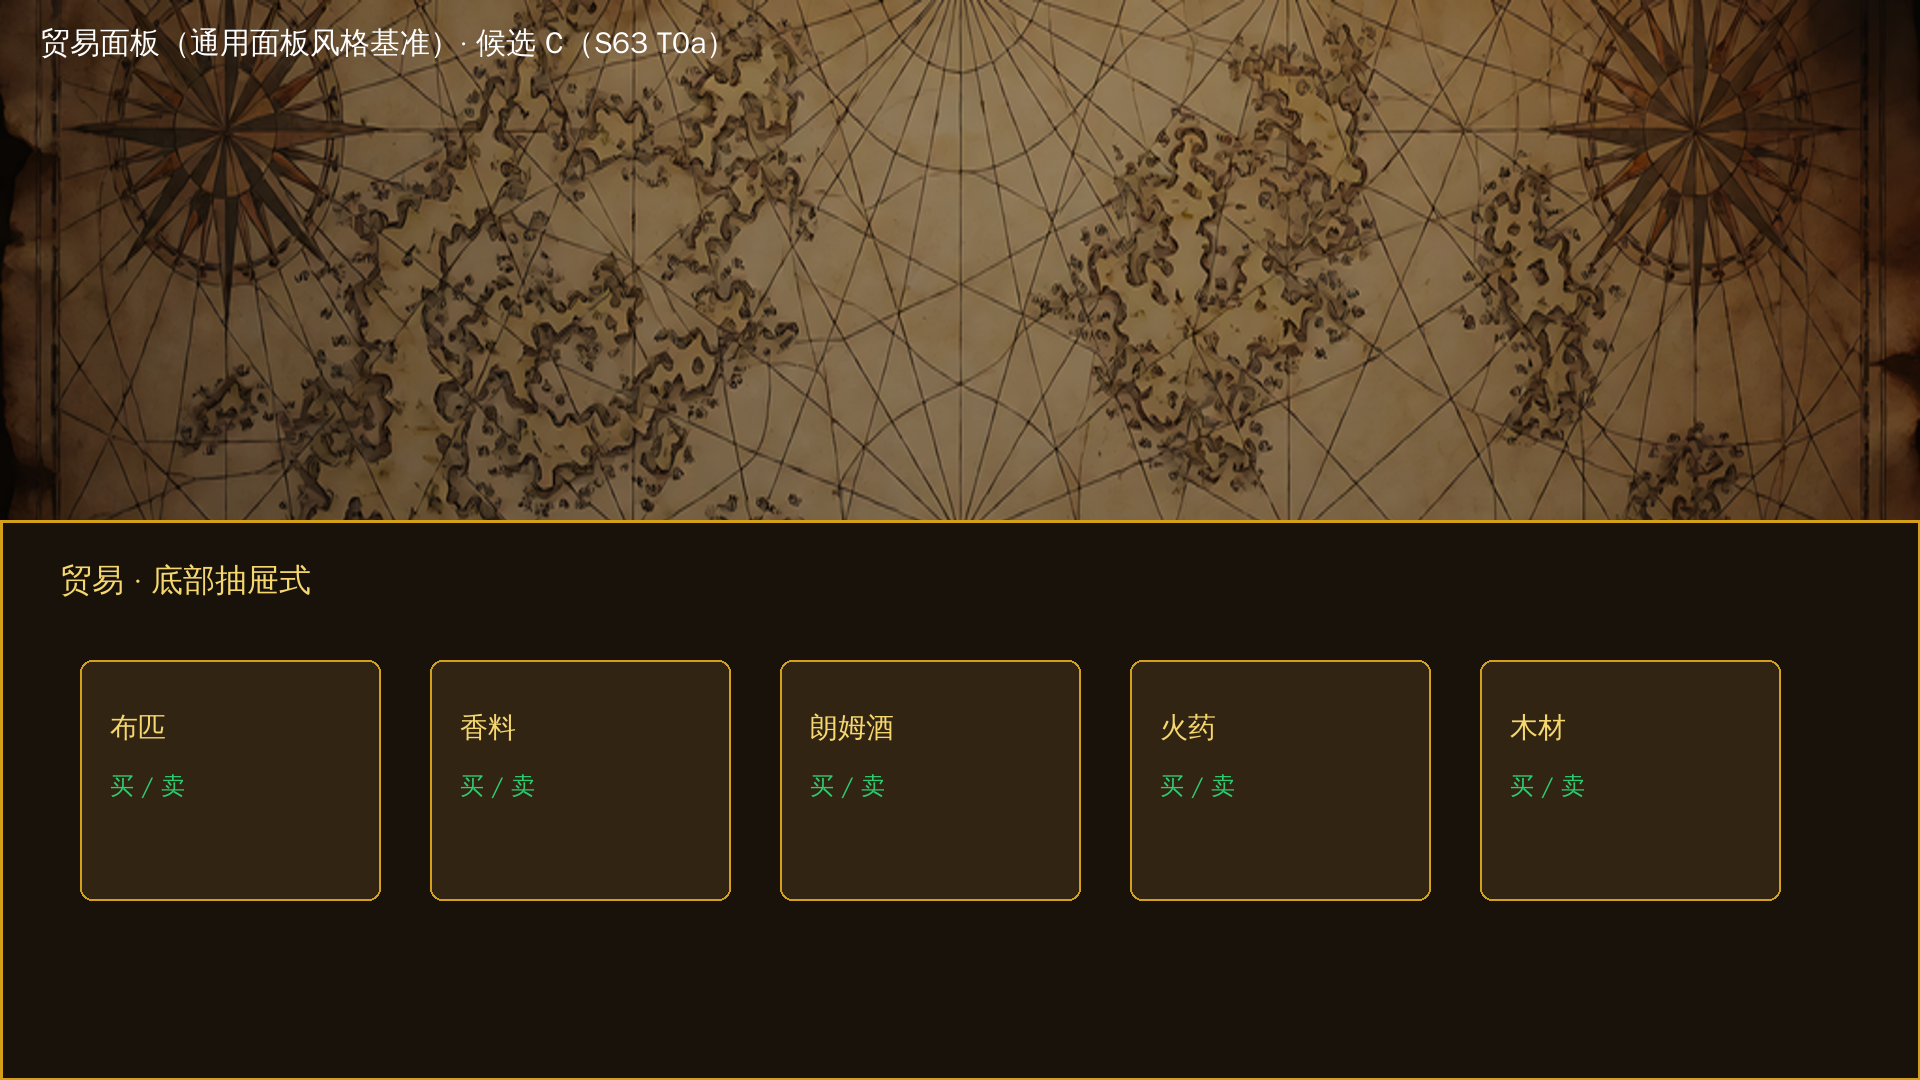 贸易面板（通用面板风格基准）· 候选 C（S63 T0a）
贸易 · 底部抽屉式
布匹
买 / 卖
香料
买 / 卖
朗姆酒
买 / 卖
火药
买 / 卖
木材
买 / 卖